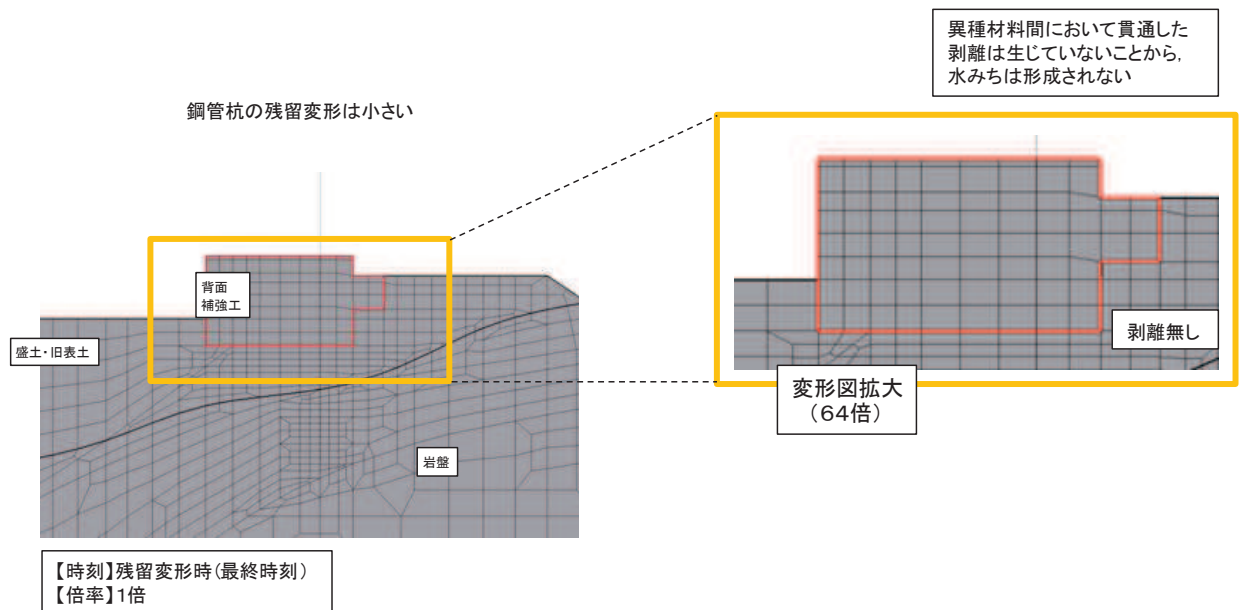 異種材料間において貫通した
剥離は生じていないことから,
水みちは形成されない
鋼管杭の残留変形は小さい
背面
補強工
盛土・旧表土
岩盤
剥離無し
変形図拡大
(64倍)
【時刻】残留変形時(最終時刻)
【倍率】1倍